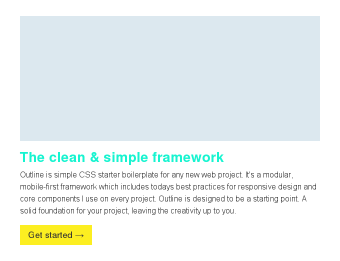 The clean & simple framework
Outline is simple CSS starter boilerplate for any new web project. It's a modular,
mobile-first framework which includes todays best practices for responsive design and
core components I use on every project. Outline is designed to be a starting point. A
solid foundation for your project, leaving the creativity up to you.
Get started →